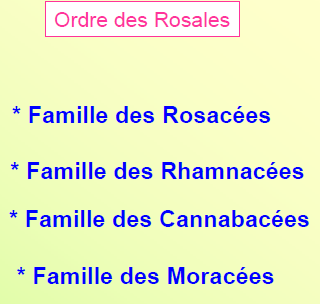 Ordre des Rosales
* Famille des Rosacées
* Famille des Rhamnacées
* Famille des Cannabacées
* Famille des Moracées